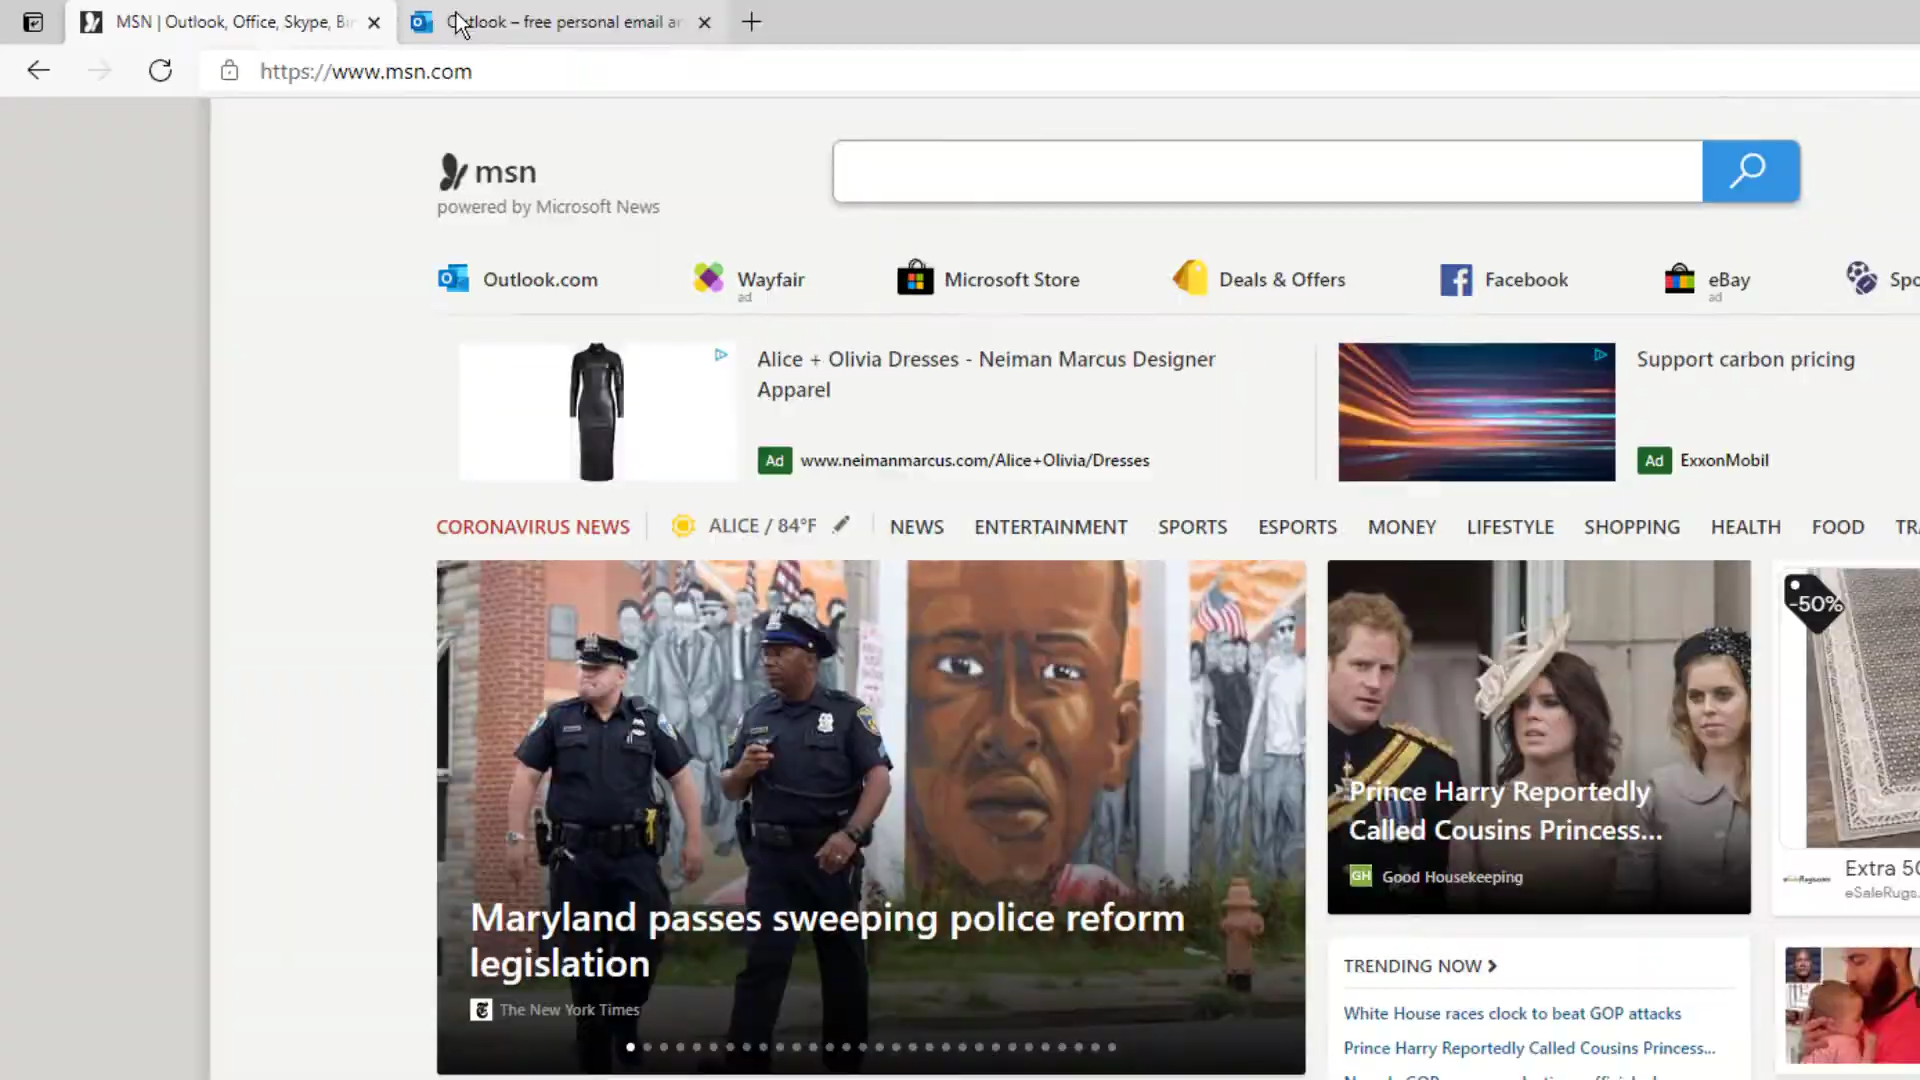 MSN | Outlook, Office, Skype, Bin
Outlook – free personal email an
https://www.msn.com
msn
powered by Microsoft News
Outlook.com
Wayfair
ad
Microsoft Store
Deals & Offers
Facebook
eBay
ad
Spo
Alice + Olivia Dresses - Neiman Marcus Designer
Apparel
Ad www.neimanmarcus.com/Alice+Olivia/Dresses
Support carbon pricing
Ad ExxonMobil
CORONAVIRUS NEWS
ALICE / 84°F
NEWS
ENTERTAINMENT
SPORTS
ESPORTS
MONEY
LIFESTYLE
SHOPPING
HEALTH
FOOD
TRA
Maryland passes sweeping police reform
legislation
The New York Times
Prince Harry Reportedly
Called Cousins Princess...
GH Good Housekeeping
-50%
Extra 50
eSaleRugs.
TRENDING NOW
White House races clock to beat GOP attacks
Prince Harry Reportedly Called Cousins Princess...